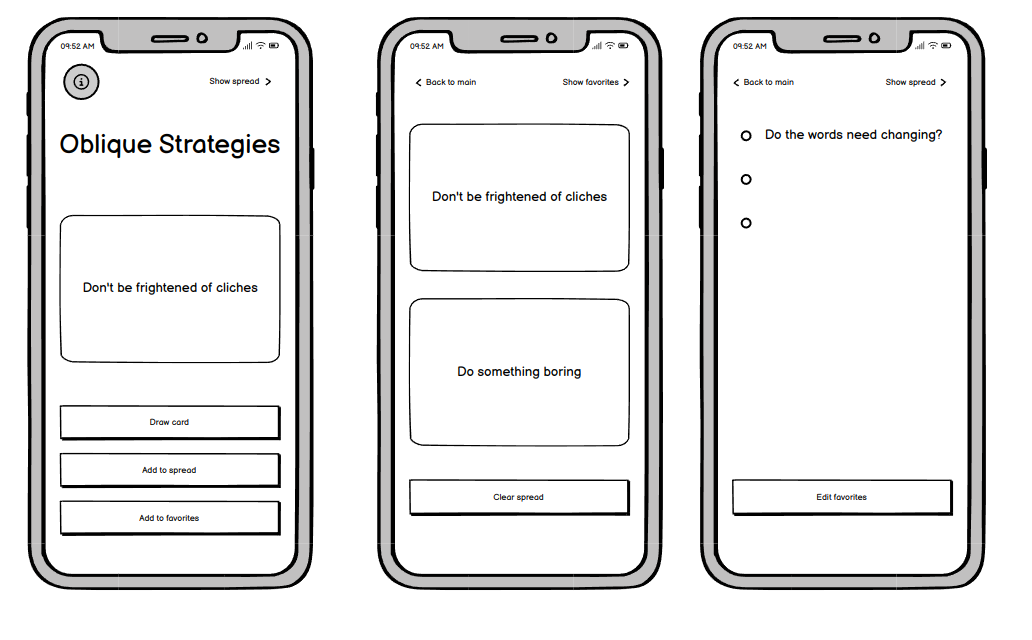 09:52 AM
i
Show spread
Oblique Strategies
Don't be frightened of cliches
Draw card
Add to spread
Add to favorites
09:52 AM
Back to main
Show favorites
Don't be frightened of cliches
Do something boring
Clear spread
09:52 AM
Back to main
Show spread
Do the words need changing?
Edit favorites